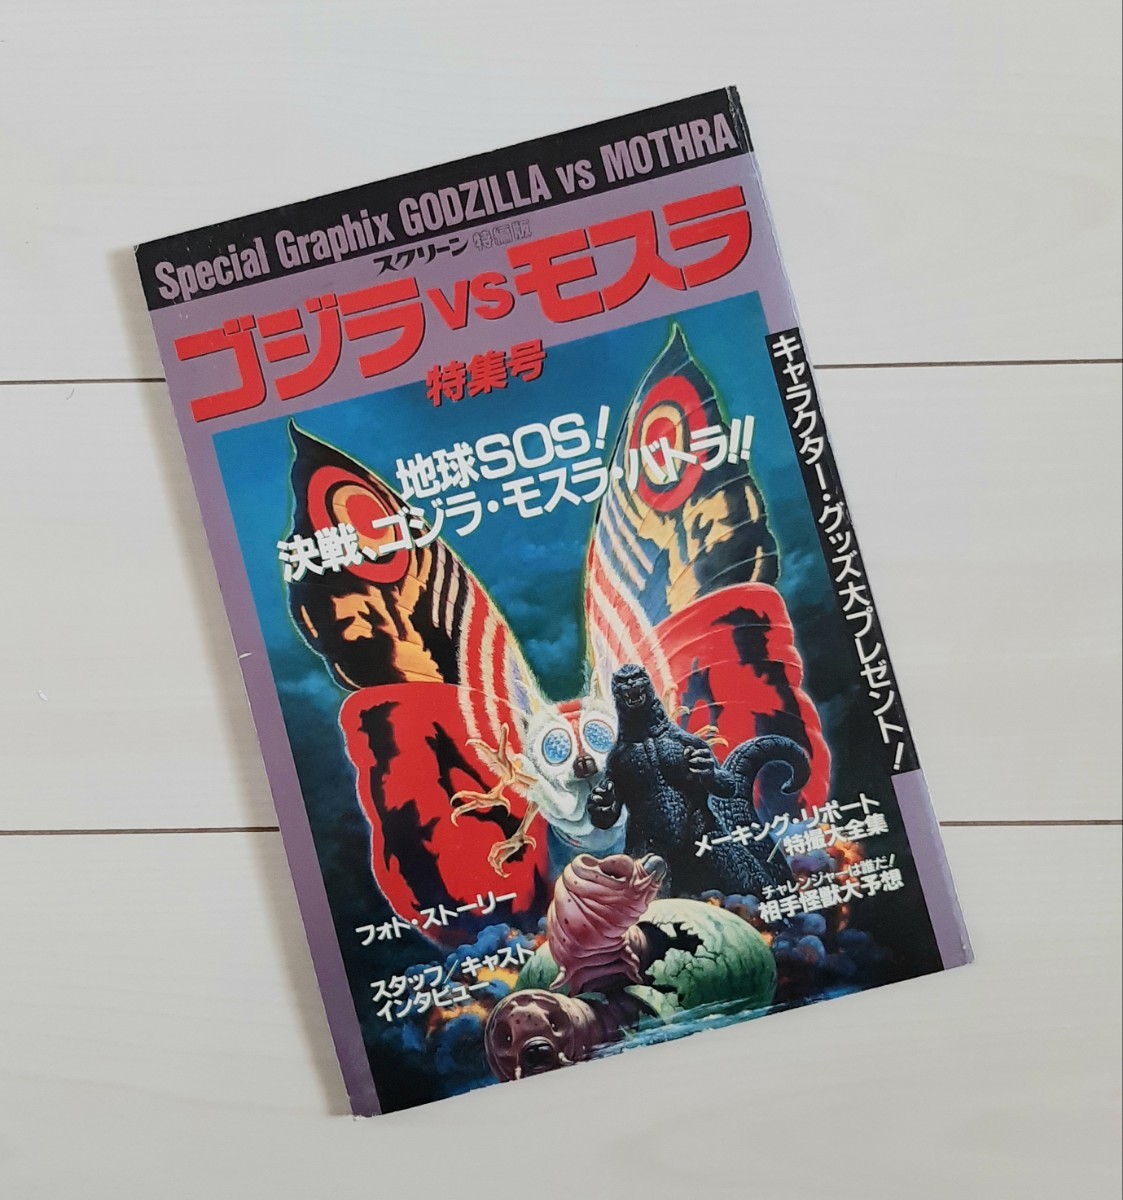 Special Graphix GODZILLA vs MOTHRA
スクリーン特編版
ゴジラvsモスラ
特集号
地球SOS!
決戦、ゴジラ・モスラ・バトラ!!
キャラクター・グッズ大プレゼント!
メーキング・リポート
/特撮大全集
チャレンジャーは誰だ!
相手怪獣大予想
フォト・ストーリー
スタッフ/キャスト
インタビュー